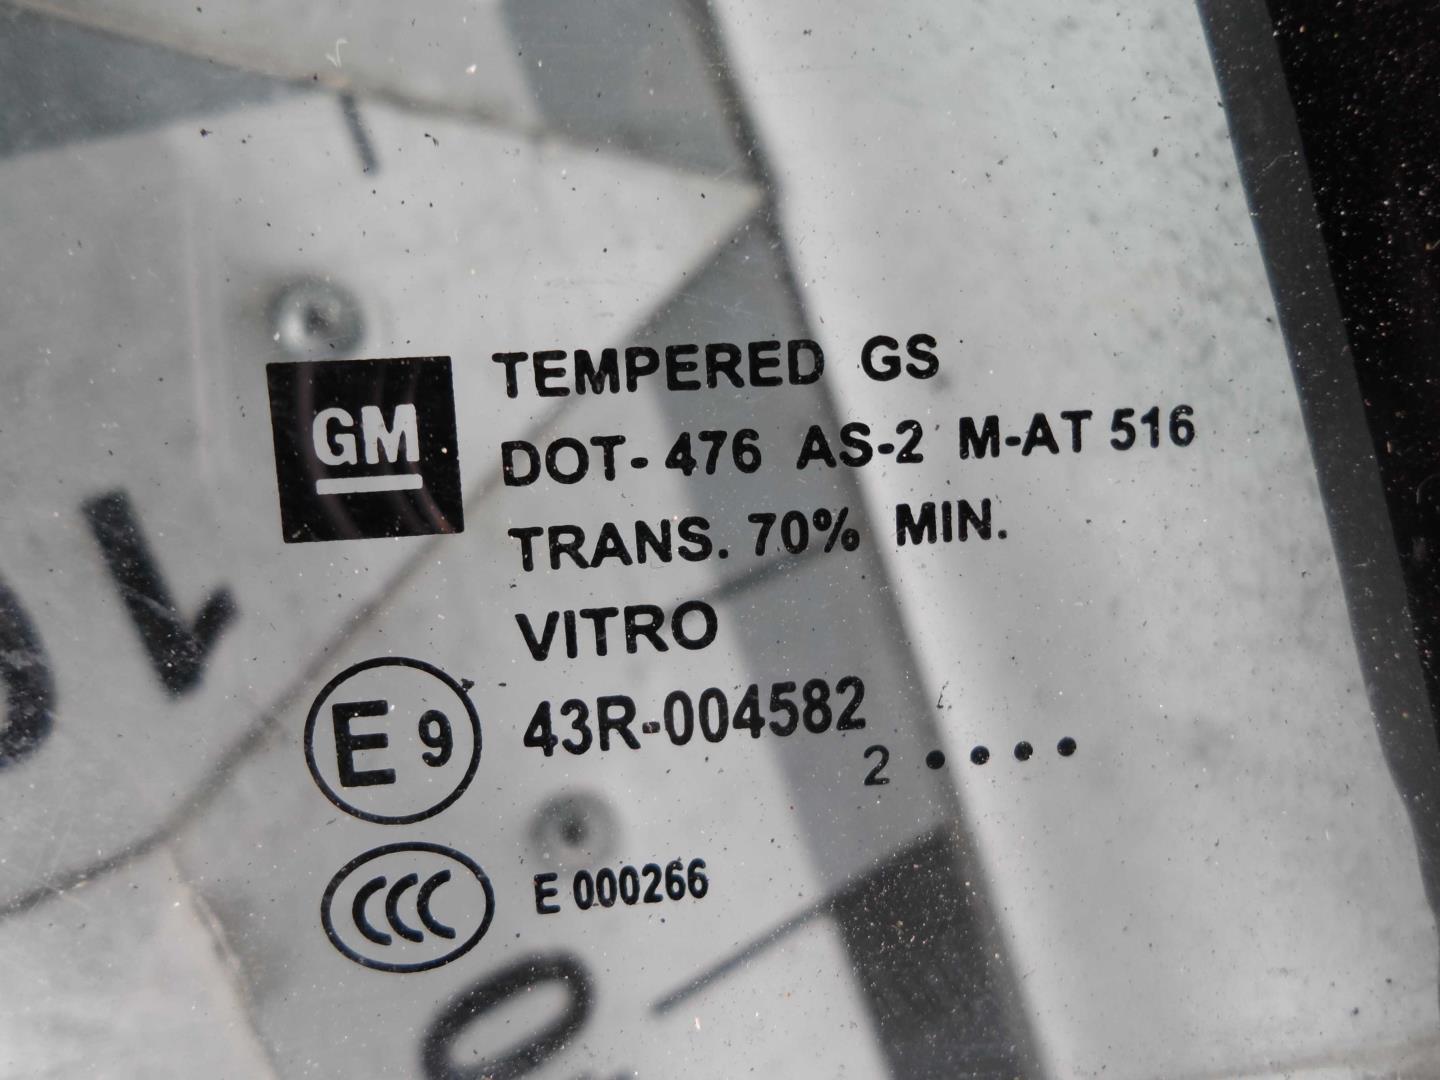 GM
TEMPERED GS
DOT-476 AS-2 M-AT 516
TRANS. 70% MIN.
VITRO
E 9 43R-004582
2 • • • •
CCC E 000266